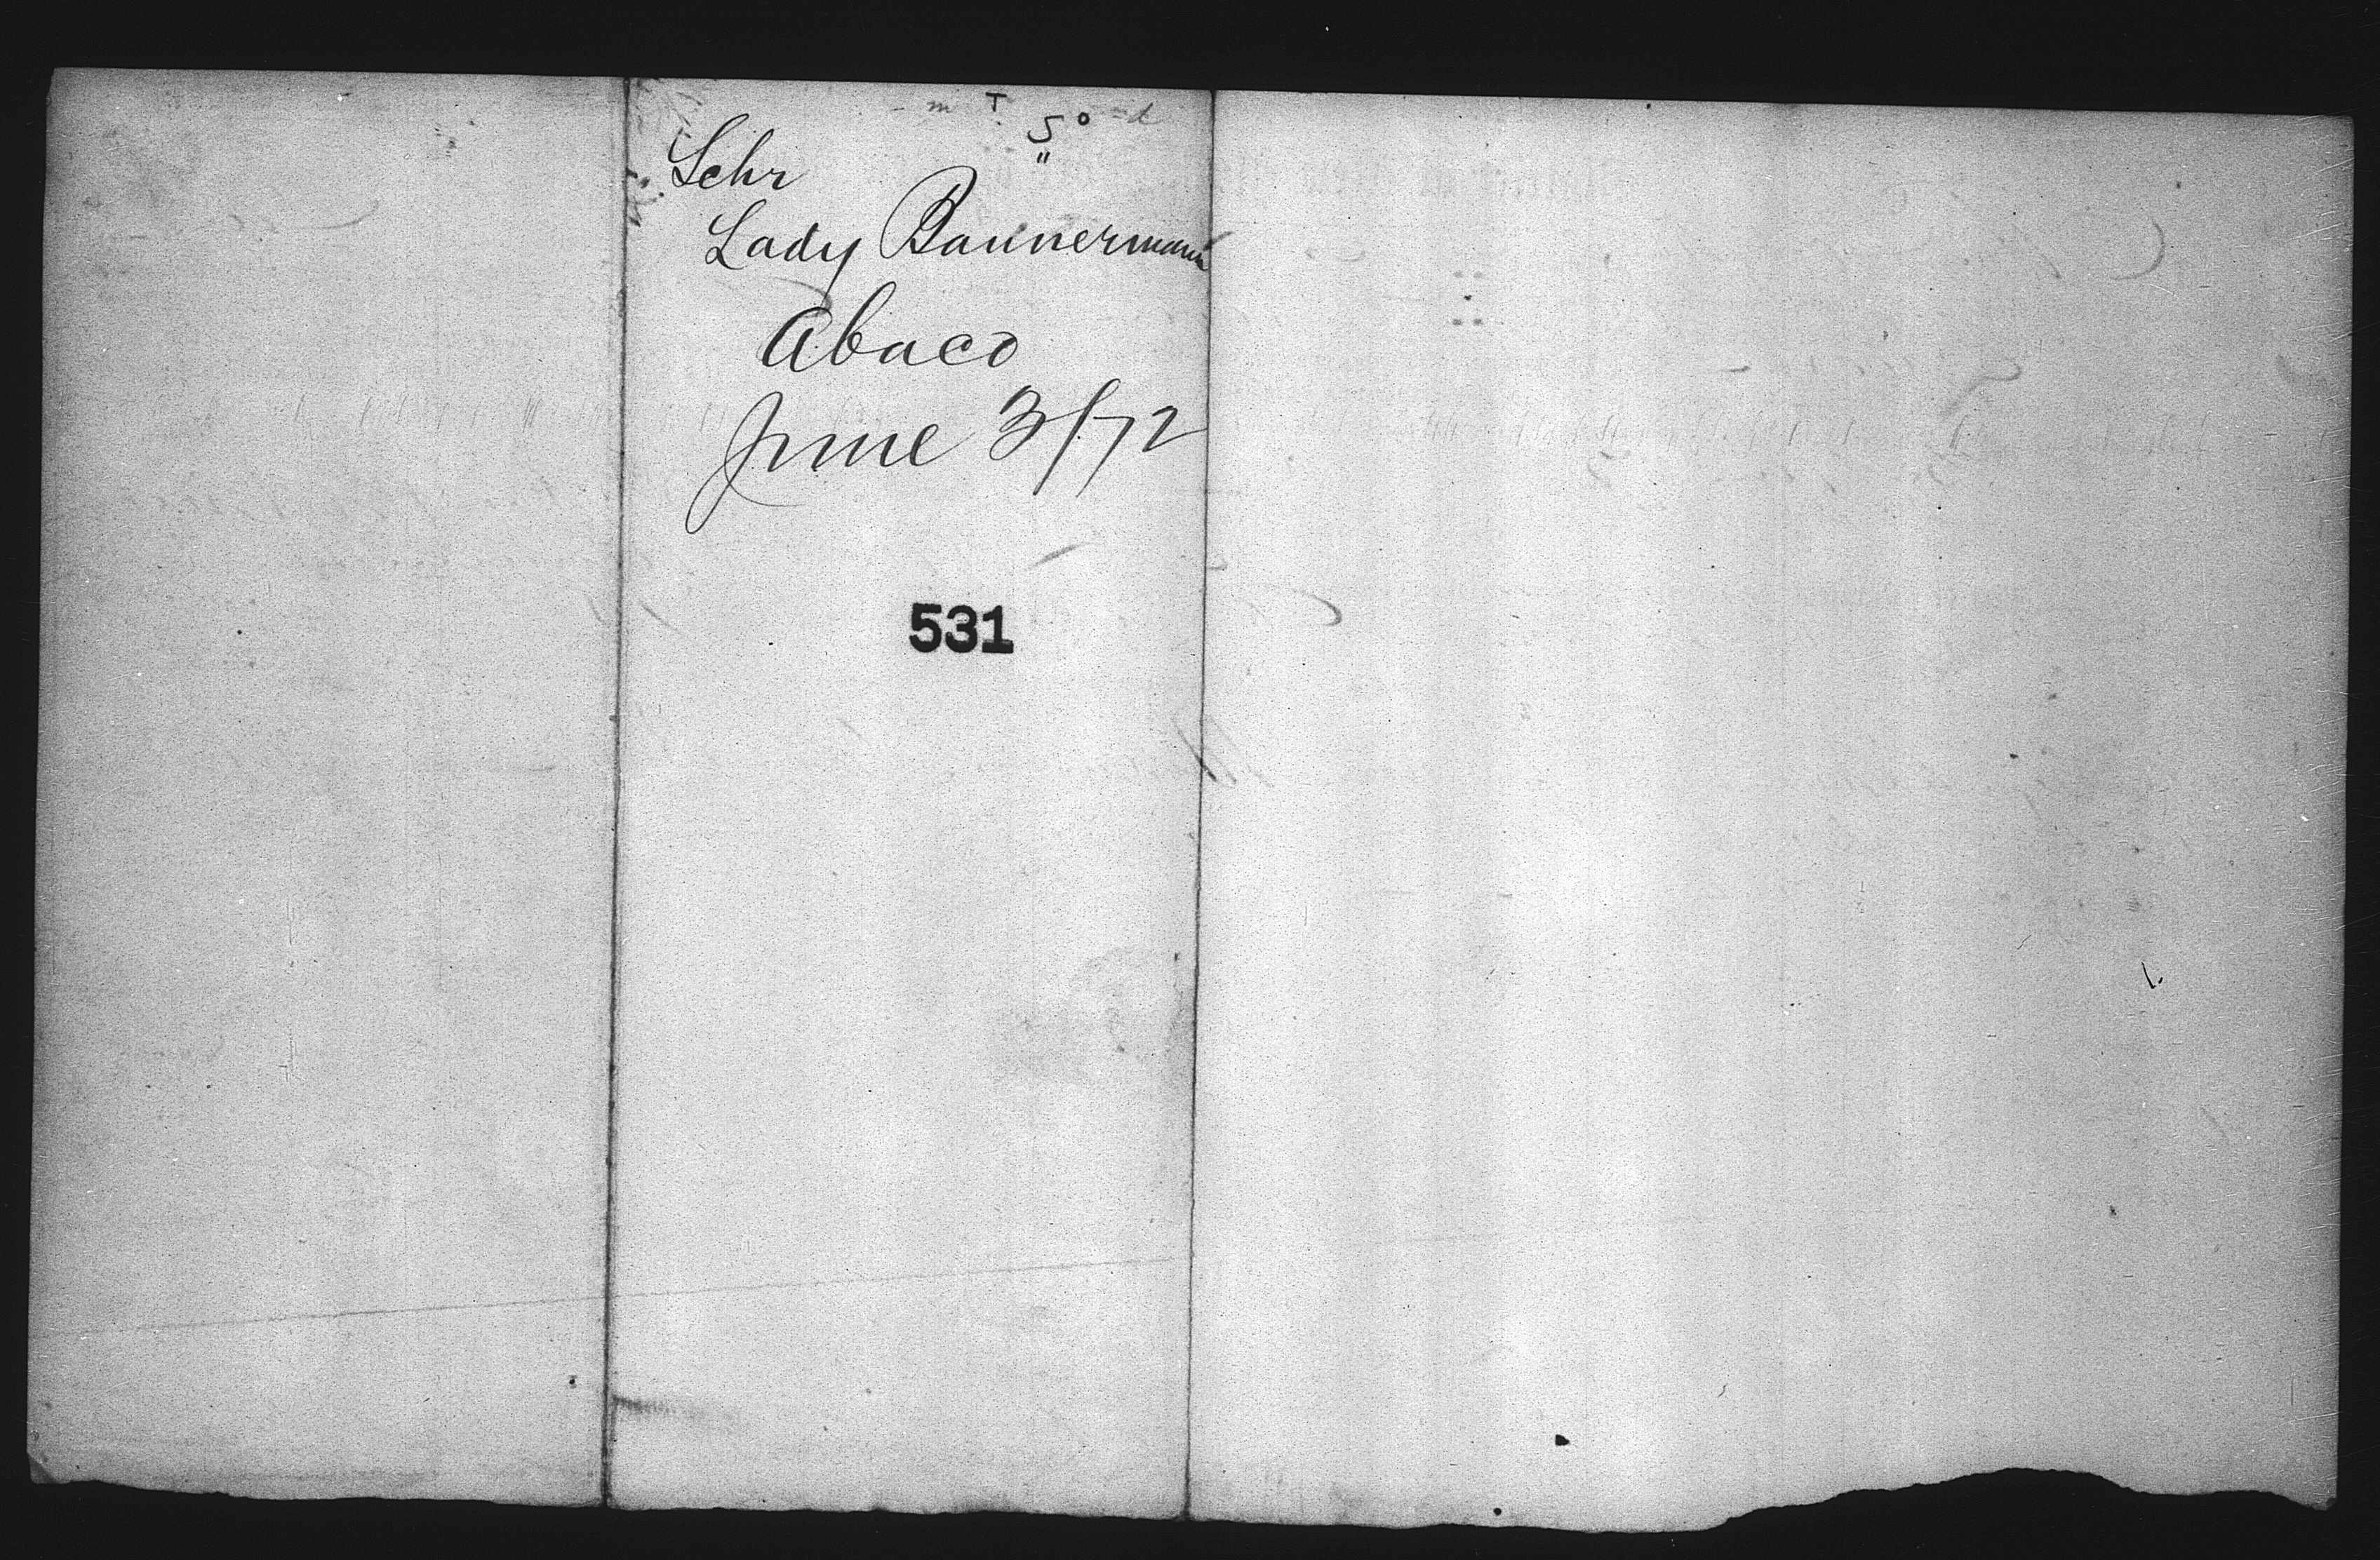 Schr
Lady Bannerman
Abaco
June 3/72
531